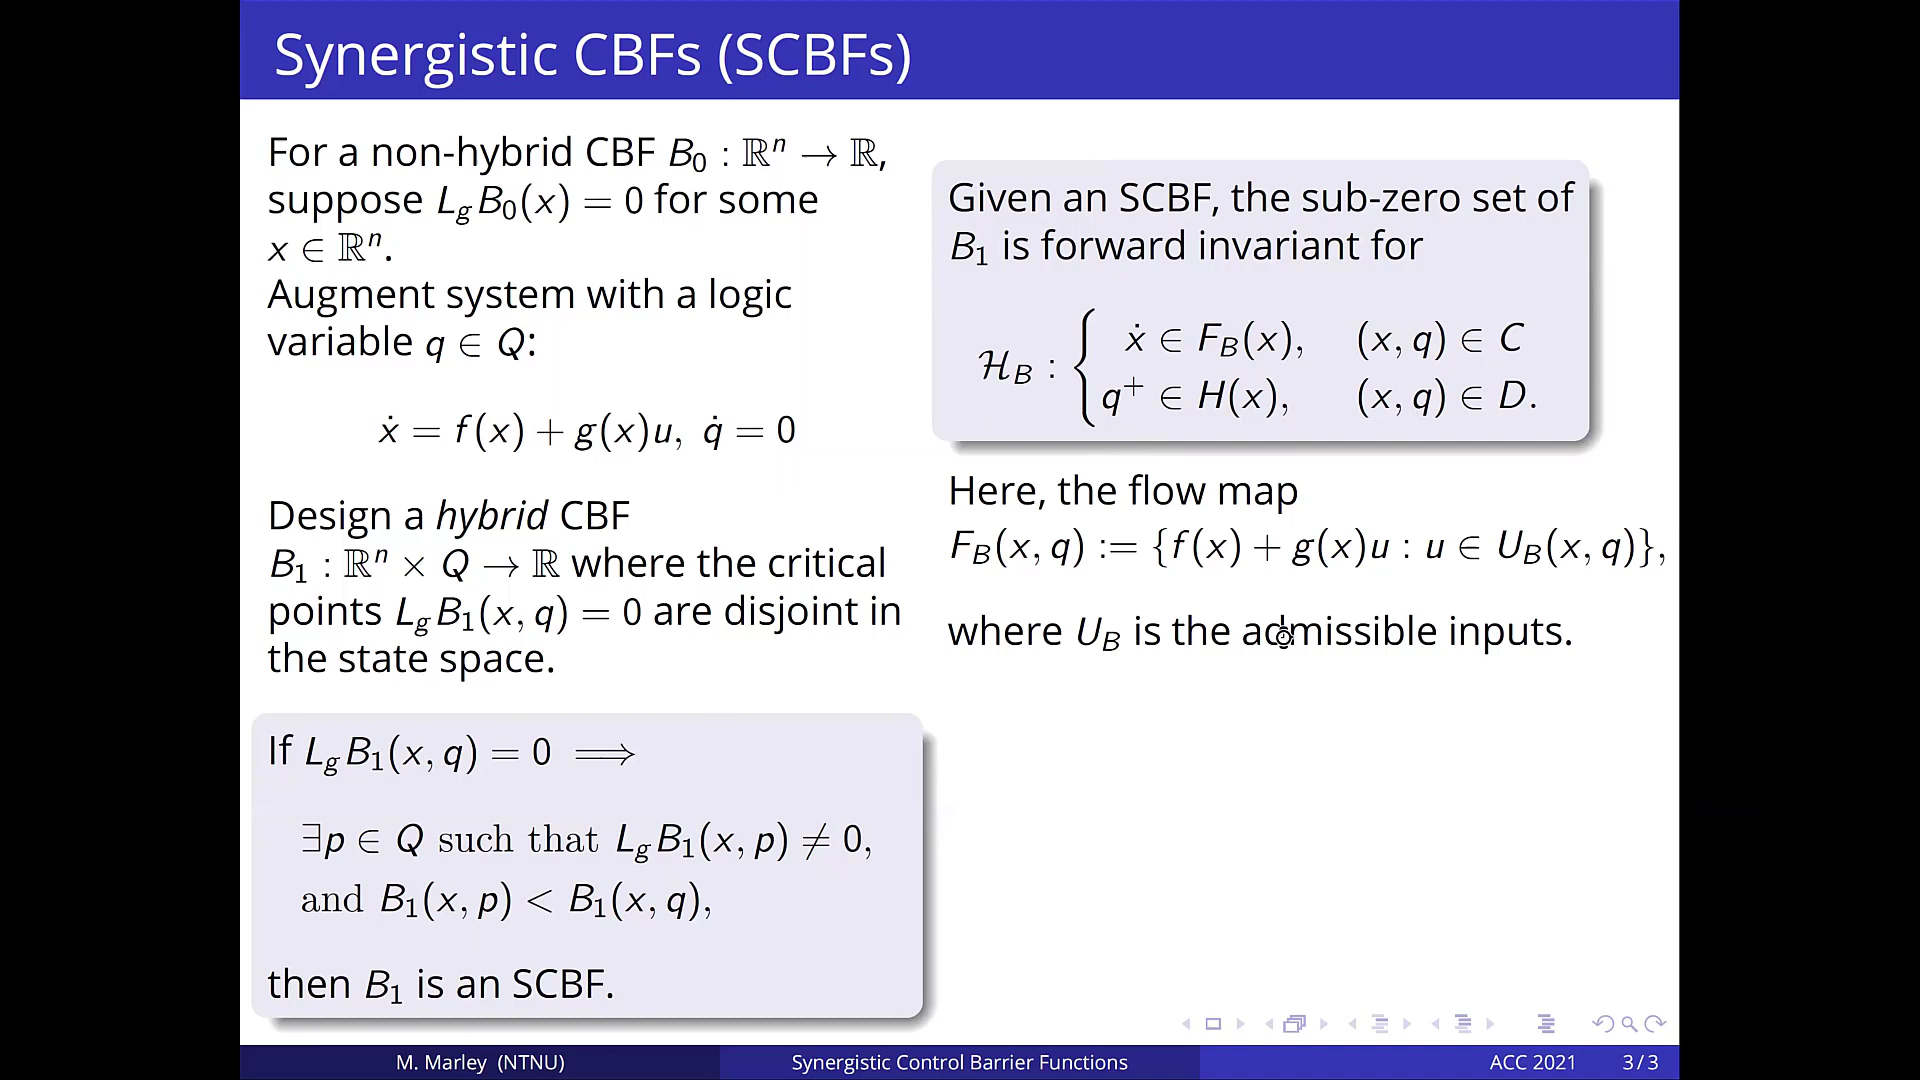 Synergistic CBFs (SCBFs)
For a non-hybrid CBF B₀ : ℝⁿ → ℝ,
suppose L_g B₀(x) = 0 for some
x ∈ ℝⁿ.
Augment system with a logic
variable q ∈ Q:
ẋ = f(x) + g(x)u, q̇ = 0
Design a hybrid CBF
B₁ : ℝⁿ × Q → ℝ where the critical
points L_g B₁(x, q) = 0 are disjoint in
the state space.
If L_g B₁(x, q) = 0 ⟹
∃p ∈ Q such that L_g B₁(x, p) ≠ 0,
and B₁(x, p) < B₁(x, q),
then B₁ is an SCBF.
Given an SCBF, the sub-zero set of
B₁ is forward invariant for
ℋ_B : { ẋ ∈ F_B(x), (x, q) ∈ C
q⁺ ∈ H(x), (x, q) ∈ D.
Here, the flow map
F_B(x, q) := {f(x) + g(x)u : u ∈ U_B(x, q)},
where U_B is the admissible inputs.
M. Marley (NTNU)
Synergistic Control Barrier Functions
ACC 2021
3 / 3